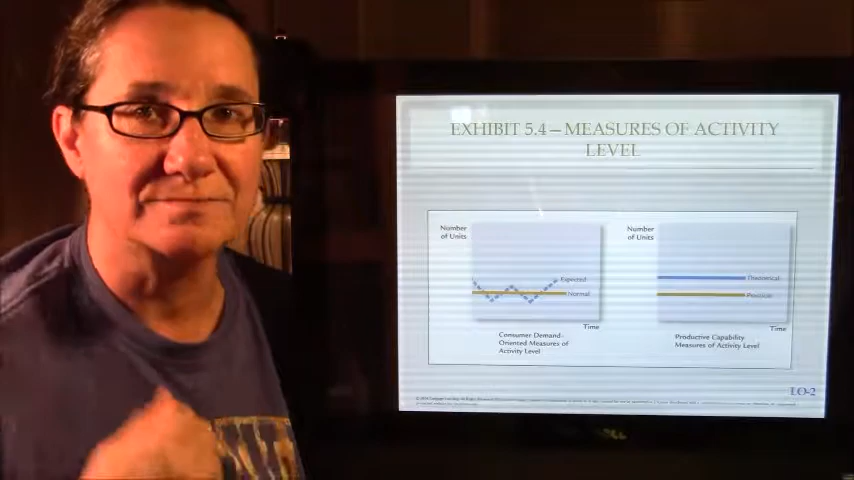 EXHIBIT 5.4—MEASURES OF ACTIVITY
LEVEL
Number
of Units
Expected
Normal
Time
Consumer Demand-
Oriented Measures of
Activity Level
Number
of Units
Theoretical
Practical
Time
Productive Capability
Measures of Activity Level
LO-2
DELL